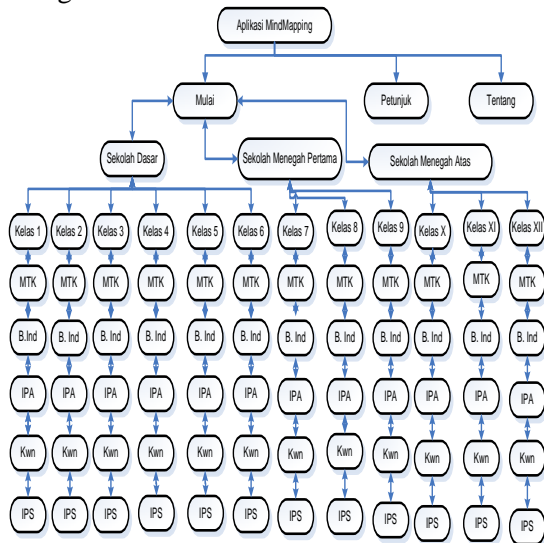 Aplikasi MindMapping
Mulai
Petunjuk
Tentang
Sekolah Dasar
Sekolah Menegah Pertama
Sekolah Menegah Atas
Kelas 1
Kelas 2
Kelas 3
Kelas 4
Kelas 5
Kelas 6
Kelas 7
Kelas 8
Kelas 9
Kelas X
Kelas XI
Kelas XII
MTK
MTK
MTK
MTK
MTK
MTK
MTK
MTK
MTK
MTK
MTK
MTK
B.Ind
B. Ind
B. Ind
B. Ind
B. Ind
B. Ind
B. Ind
B. Ind
B. Ind
B. Ind
B. Ind
B. Ind
IPA
IPA
IPA
IPA
IPA
IPA
IPA
IPA
IPA
IPA
IPA
IPA
Kwn
Kwn
Kwn
Kwn
Kwn
Kwn
Kwn
Kwn
Kwn
Kwn
Kwn
Kwn
IPS
IPS
IPS
IPS
IPS
IPS
IPS
IPS
IPS
IPS
IPS
IPS